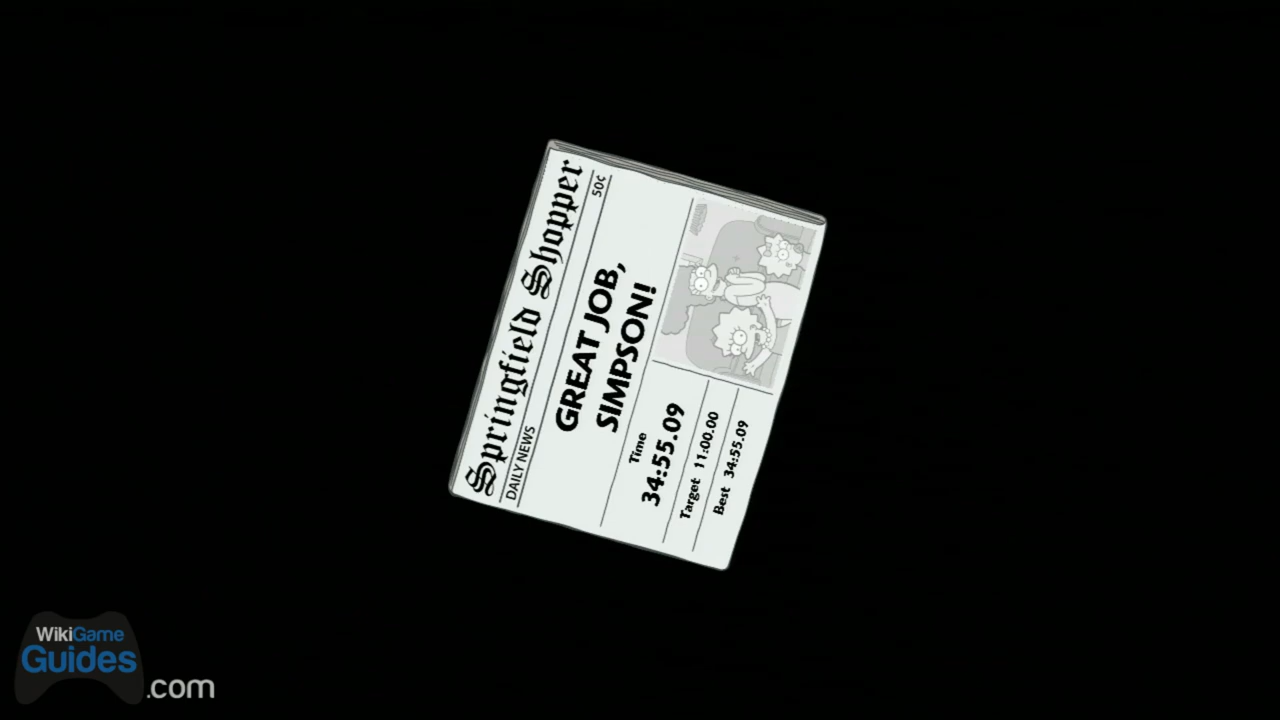 Springfield Shopper
DAILY NEWS 50¢
GREAT JOB,
SIMPSON!
Time
34:55.09
Target 11:00.00
Best 34:55.09
WikiGame
Guides
.com